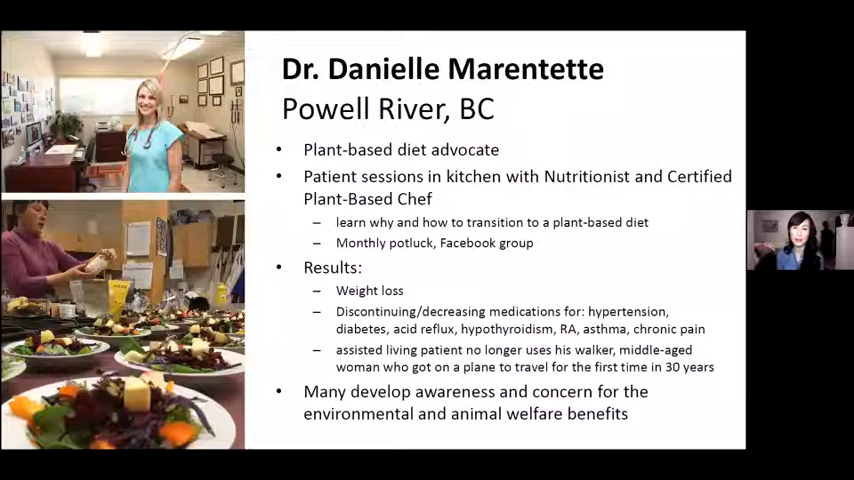 Dr. Danielle Marentette
Powell River, BC
• Plant-based diet advocate
• Patient sessions in kitchen with Nutritionist and Certified
Plant-Based Chef
– learn why and how to transition to a plant-based diet
– Monthly potluck, Facebook group
• Results:
– Weight loss
– Discontinuing/decreasing medications for: hypertension,
diabetes, acid reflux, hypothyroidism, RA, asthma, chronic pain
– assisted living patient no longer uses his walker, middle-aged
woman who got on a plane to travel for the first time in 30 years
• Many develop awareness and concern for the
environmental and animal welfare benefits